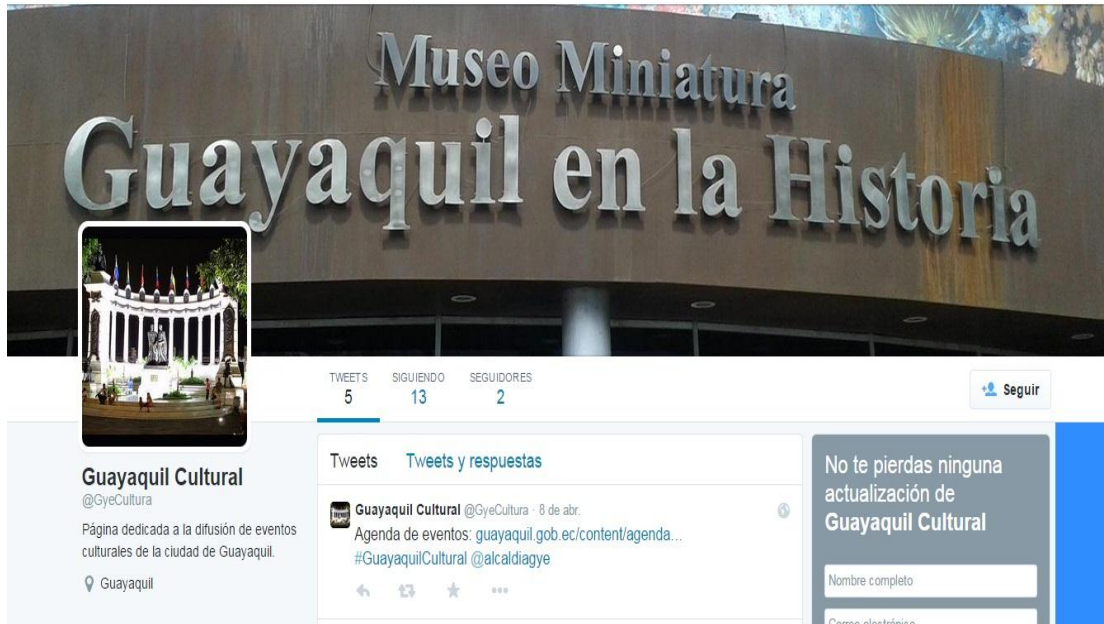 Museo Miniatura
Guayaquil en la Historia
TWEETS SIGUIENDO SEGUIDORES
5 13 2
Seguir
Guayaquil Cultural
@GyeCultura
Página dedicada a la difusión de eventos
culturales de la ciudad de Guayaquil.
Guayaquil
Tweets Tweets y respuestas
Guayaquil Cultural @GyeCultura · 8 de abr.
Agenda de eventos: guayaquil.gob.ec/content/agenda...
#GuayaquilCultural @alcaldiagye
No te pierdas ninguna
actualización de
Guayaquil Cultural
Nombre completo
Correo electrónico